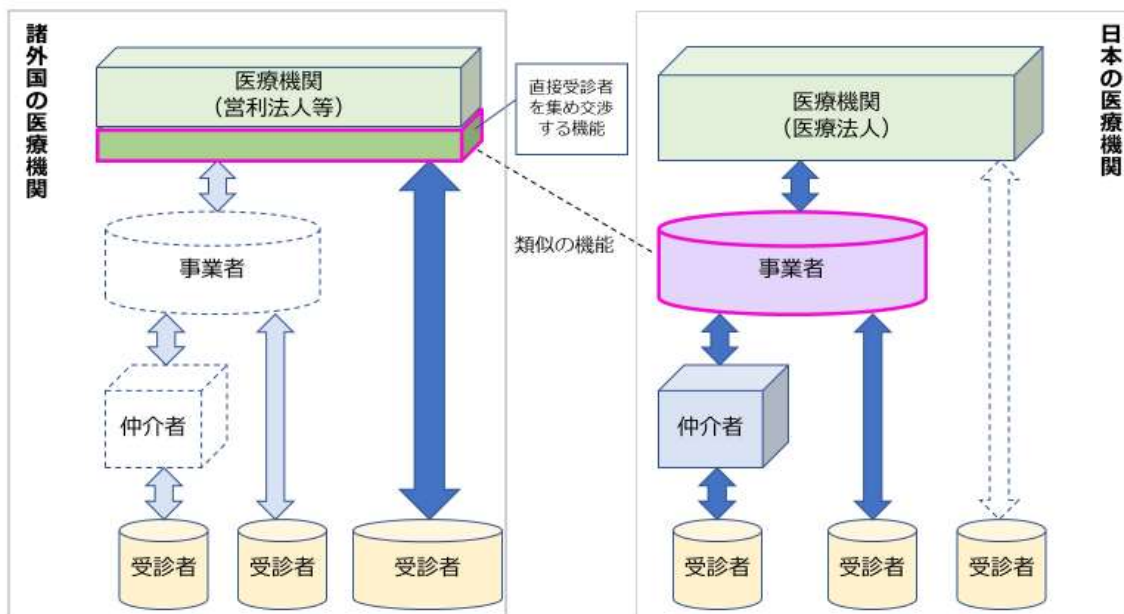 諸外国の医療機関
医療機関
（営利法人等）
直接受診者
を集め交渉
する機能
事業者
仲介者
受診者
受診者
受診者
類似の機能
日本の医療機関
医療機関
（医療法人）
事業者
仲介者
受診者
受診者
受診者